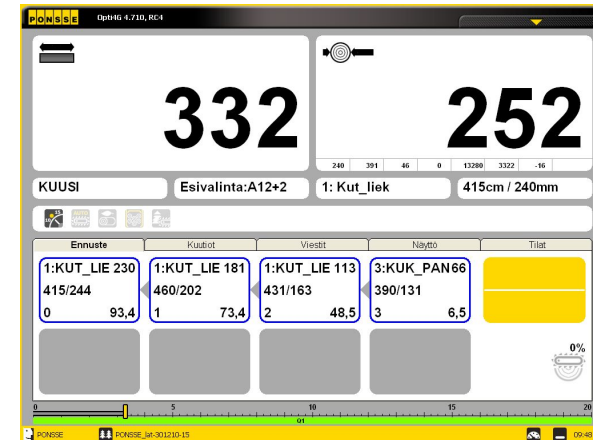 PONSSE Opti4G 4.710, RC4
332
252
240 391 46 0 13280 3322 -16
KUUSI Esivalinta:A12+2 1: Kut_liek 415cm / 240mm
Ennuste Kuutiot Viestit Näyttö Tilat
1:KUT_LIE 230 1:KUT_LIE 181 1:KUT_LIE 113 3:KUK_PAN66
415/244 460/202 431/163 390/131
0 93,4 1 73,4 2 48,5 3 6,5
0%
0 5 10 15 20
Q1
PONSSE PONSSE_lat-301210-15 09:48